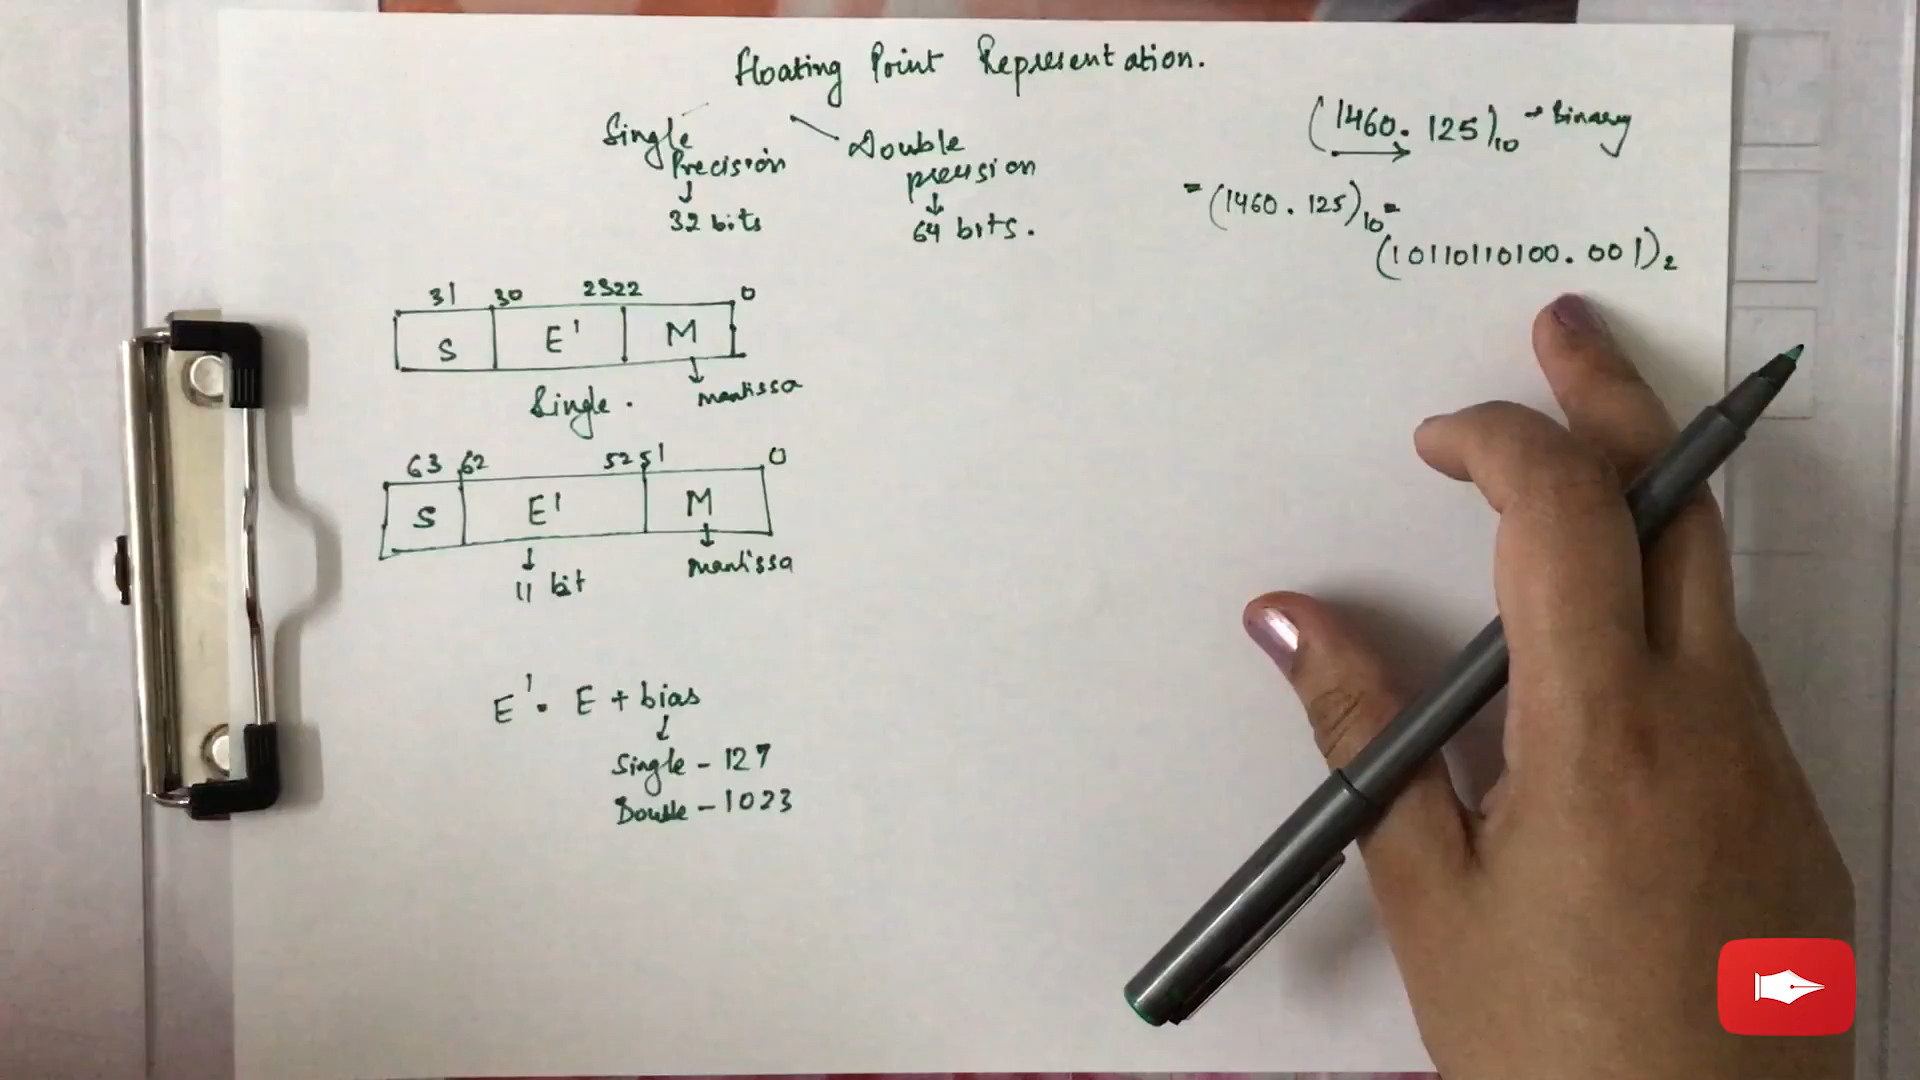 Floating Point Representation.
Single
Precision
↓
32 bits
Double
precision
↓
64 bits.
31 30 2322 0
S E' M
↓
mantissa
Single.
63 62 52 51 0
S E' M
↓
11 bit
↓
mantissa
E' = E + bias
↓
Single - 127
Double - 1023
(1460.125)10 → Binary
= (1460.125)10 =
(10110110100.001)2